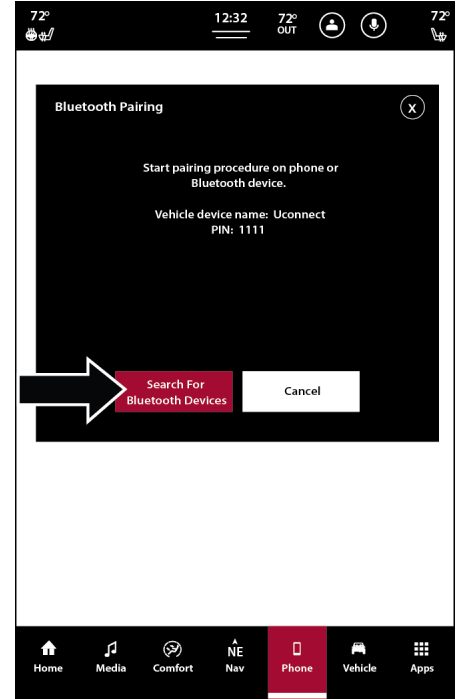 72°
12:32
72°
OUT
72°
Bluetooth Pairing
X
Start pairing procedure on phone or
Bluetooth device.
Vehicle device name: Uconnect
PIN: 1111
Search For
Bluetooth Devices
Cancel
NE
Home
Media
Comfort
Nav
Phone
Vehicle
Apps